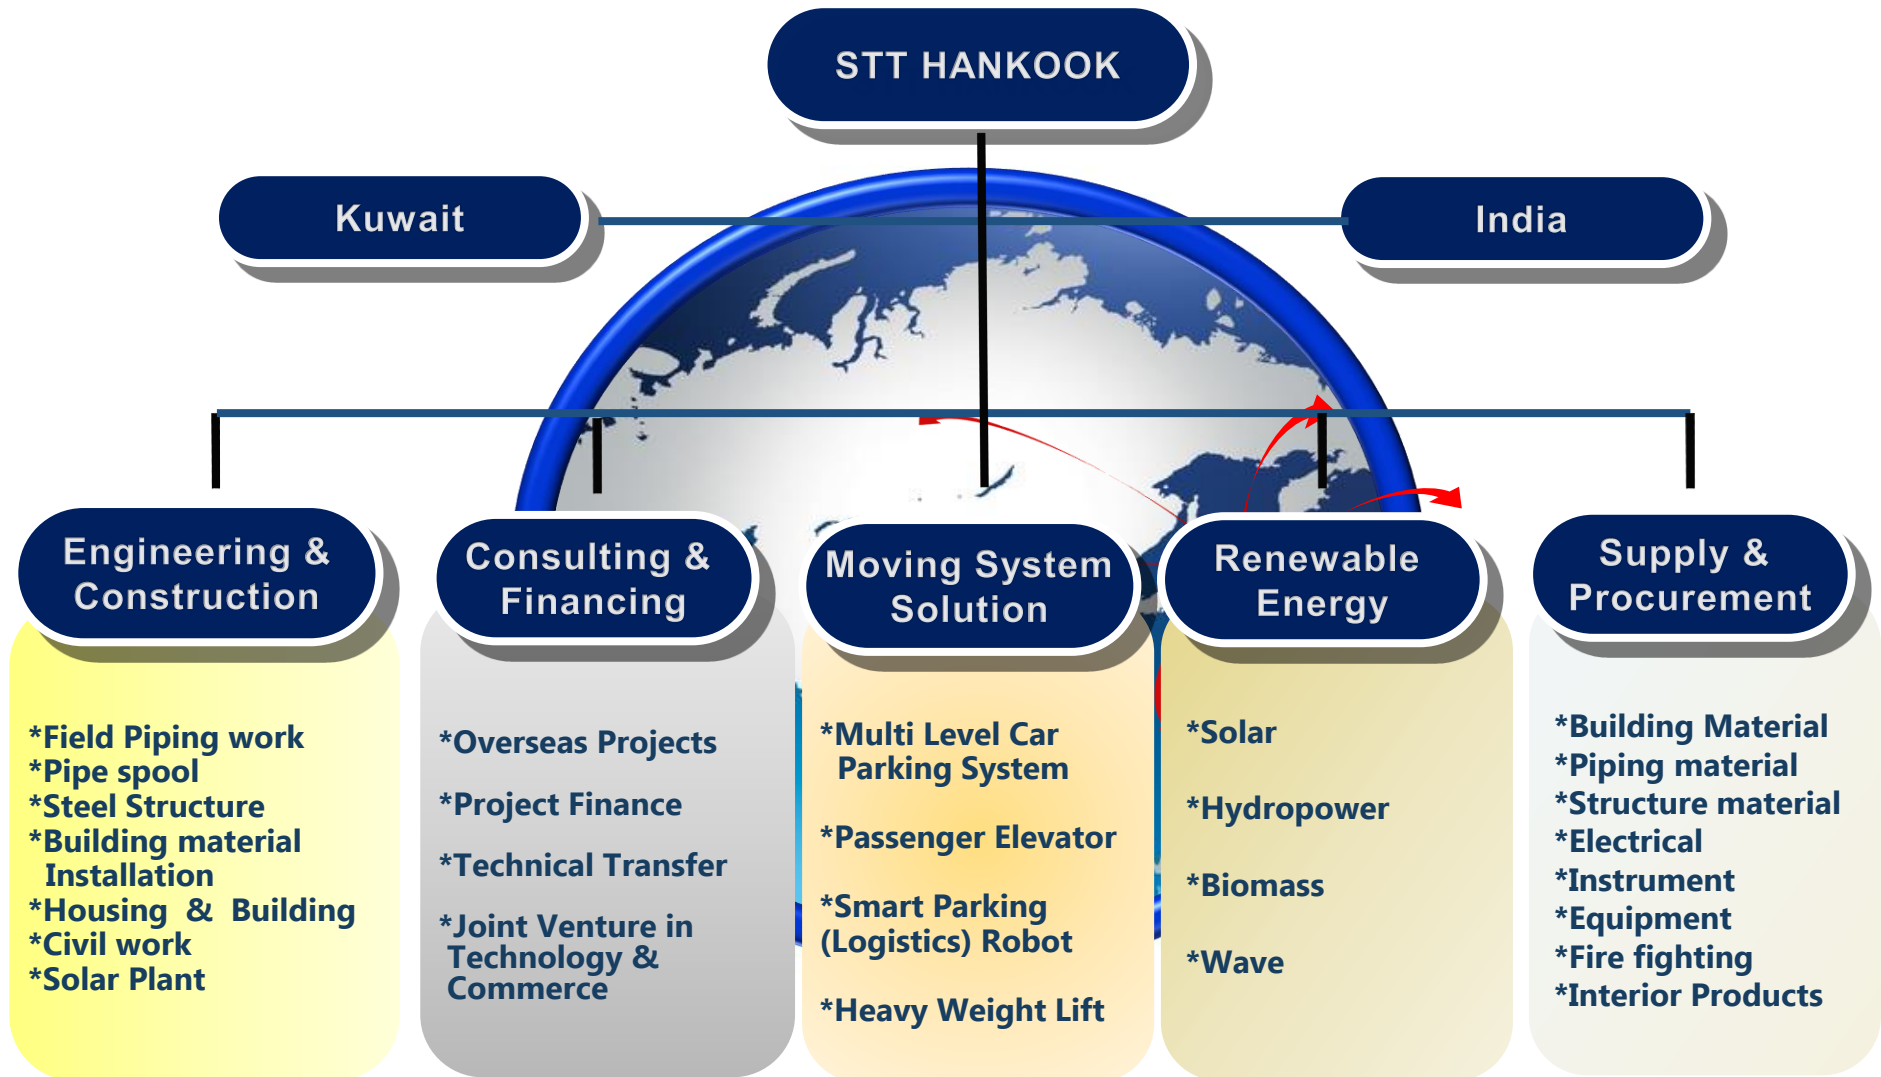 STT HANKOOK
Kuwait
India
Engineering &
Construction
*Field Piping work
*Pipe spool
*Steel Structure
*Building material
Installation
*Housing & Building
*Civil work
*Solar Plant
Consulting &
Financing
*Overseas Projects
*Project Finance
*Technical Transfer
*Joint Venture in
Technology &
Commerce
Moving System
Solution
*Multi Level Car
Parking System
*Passenger Elevator
*Smart Parking
(Logistics) Robot
*Heavy Weight Lift
Renewable
Energy
*Solar
*Hydropower
*Biomass
*Wave
Supply &
Procurement
*Building Material
*Piping material
*Structure material
*Electrical
*Instrument
*Equipment
*Fire fighting
*Interior Products